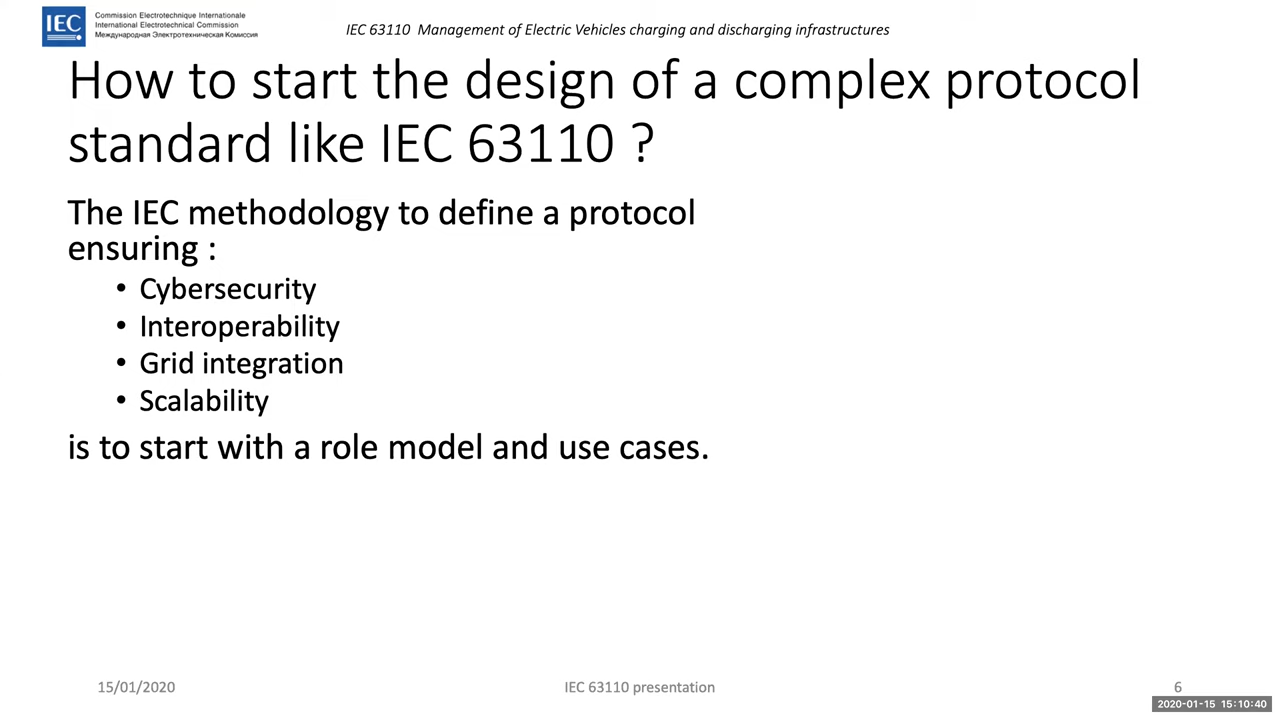 IEC
Commission Electrotechnique Internationale
International Electrotechnical Commission
Международная Электротехническая Комиссия
IEC 63110 Management of Electric Vehicles charging and discharging infrastructures
How to start the design of a complex protocol
standard like IEC 63110 ?
The IEC methodology to define a protocol
ensuring :
• Cybersecurity
• Interoperability
• Grid integration
• Scalability
is to start with a role model and use cases.
15/01/2020
IEC 63110 presentation
6
2020-01-15 15:10:40